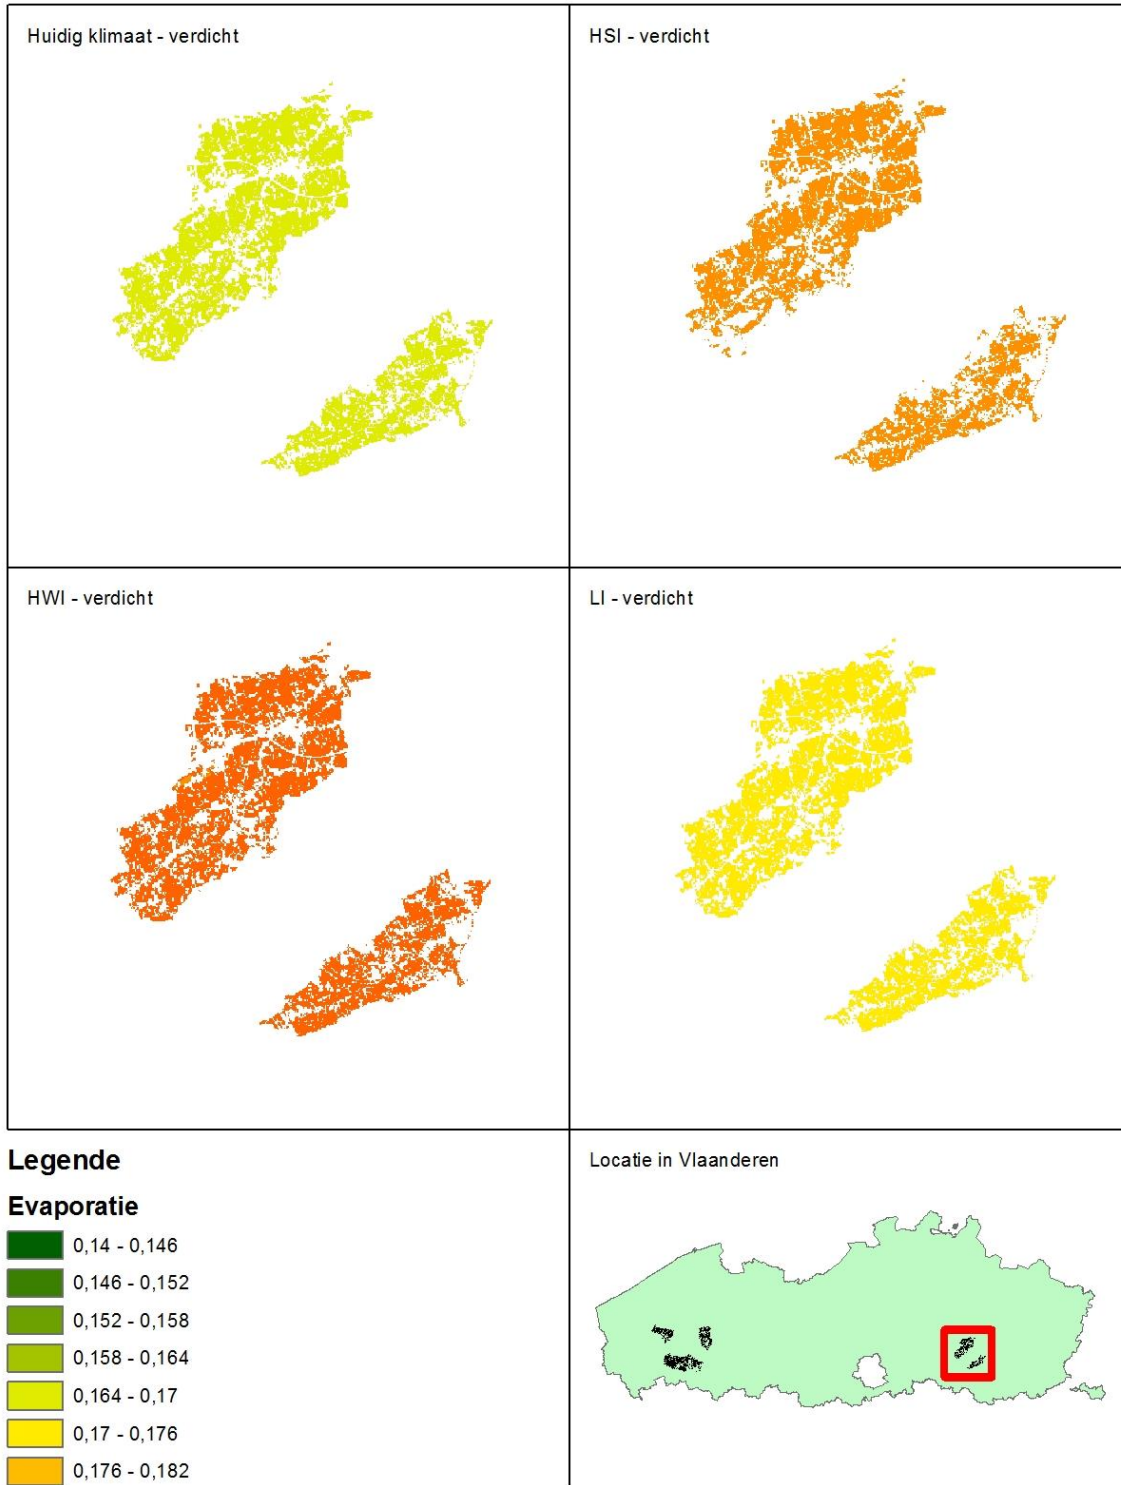 Huidig klimaat - verdicht
HSI - verdicht
HWI - verdicht
LI - verdicht
Legende
Evaporatie
0,14 - 0,146
0,146 - 0,152
0,152 - 0,158
0,158 - 0,164
0,164 - 0,17
0,17 - 0,176
0,176 - 0,182
Locatie in Vlaanderen